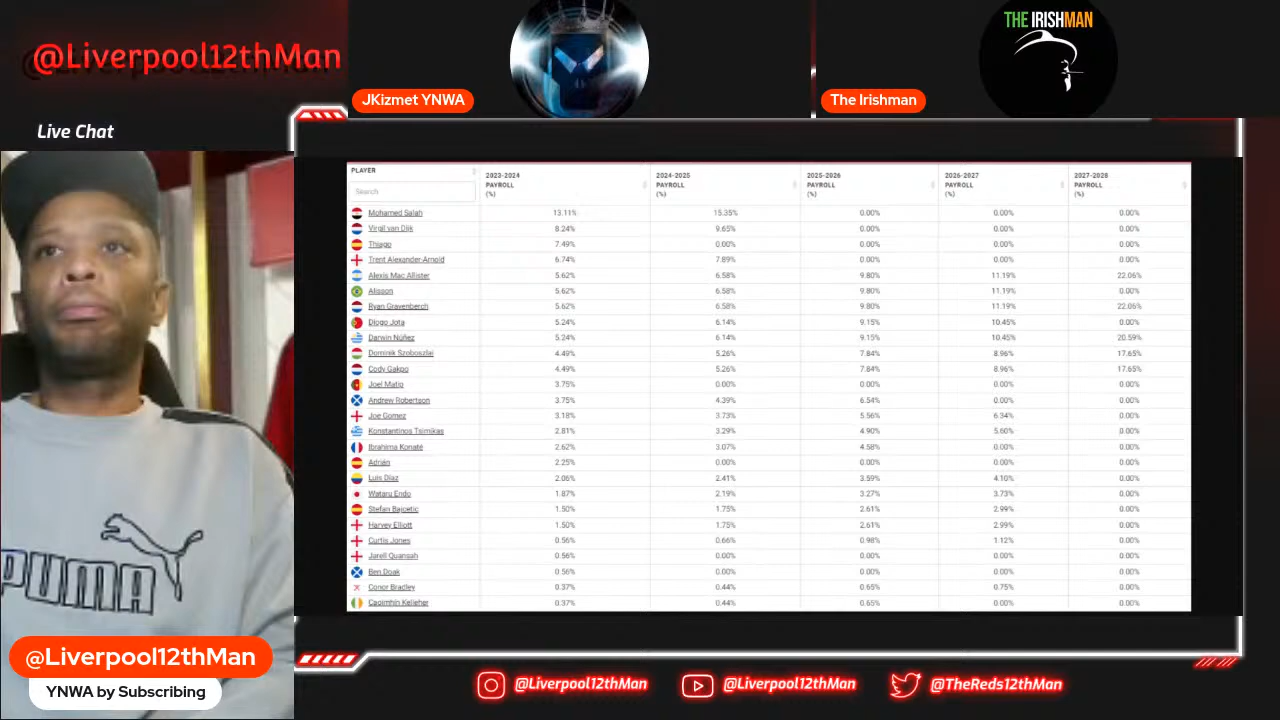 @Liverpool12thMan
JKizmet YNWA
THE IRISHMAN
The Irishman
Live Chat
PLAYER 2023-2024 PAYROLL (%) 2024-2025 PAYROLL (%) 2025-2026 PAYROLL (%) 2026-2027 PAYROLL (%) 2027-2028 PAYROLL (%)
Search
Mohamed Salah 13.11% 15.35% 0.00% 0.00% 0.00%
Virgil van Dijk 8.24% 9.65% 0.00% 0.00% 0.00%
Thiago 7.49% 0.00% 0.00% 0.00% 0.00%
Trent Alexander-Arnold 6.74% 7.89% 0.00% 0.00% 0.00%
Alexis Mac Allister 5.62% 6.58% 9.80% 11.19% 22.06%
Alisson 5.62% 6.58% 9.80% 11.19% 0.00%
Ryan Gravenberch 5.62% 6.58% 9.80% 11.19% 22.06%
Diogo Jota 5.24% 6.14% 9.15% 10.45% 0.00%
Darwin Núñez 5.24% 6.14% 9.15% 10.45% 20.59%
Dominik Szoboszlai 4.49% 5.26% 7.84% 8.96% 17.65%
Cody Gakpo 4.49% 5.26% 7.84% 8.96% 17.65%
Joel Matip 3.75% 0.00% 0.00% 0.00% 0.00%
Andrew Robertson 3.75% 4.39% 6.54% 0.00% 0.00%
Joe Gomez 3.18% 3.73% 5.56% 6.34% 0.00%
Konstantinos Tsimikas 2.81% 3.29% 4.90% 5.60% 0.00%
Ibrahima Konaté 2.62% 3.07% 4.58% 0.00% 0.00%
Adrián 2.25% 0.00% 0.00% 0.00% 0.00%
Luis Díaz 2.06% 2.41% 3.59% 4.10% 0.00%
Wataru Endo 1.87% 2.19% 3.27% 3.73% 0.00%
Stefan Bajcetic 1.50% 1.75% 2.61% 2.99% 0.00%
Harvey Elliott 1.50% 1.75% 2.61% 2.99% 0.00%
Curtis Jones 0.56% 0.66% 0.98% 1.12% 0.00%
Jarell Quansah 0.56% 0.00% 0.00% 0.00% 0.00%
Ben Doak 0.56% 0.00% 0.00% 0.00% 0.00%
Conor Bradley 0.37% 0.44% 0.65% 0.75% 0.00%
Caoimhin Kelleher 0.37% 0.44% 0.65% 0.00% 0.00%
PUMA
@Liverpool12thMan
YNWA by Subscribing
@Liverpool12thMan
@Liverpool12thMan
@TheReds12thMan